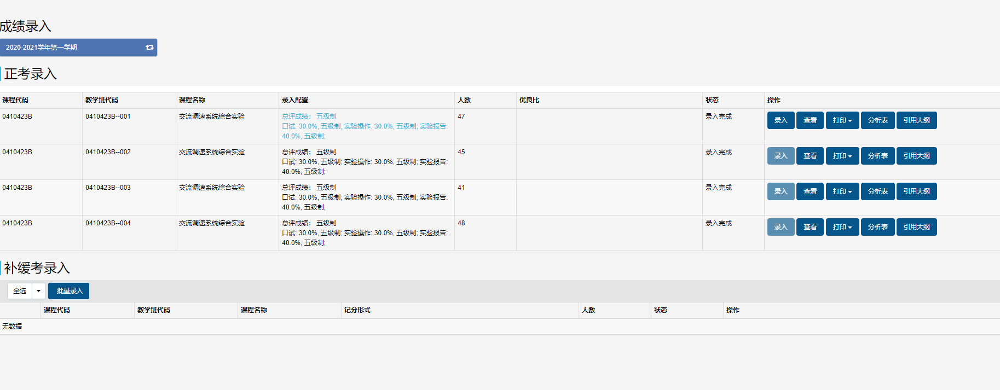 成绩录入
2020-2021学年第一学期
正考录入
课程代码 教学班代码 课程名称 录入配置 人数 优良比 状态 操作
0410423B 0410423B--001 交流调速系统综合实验 总评成绩： 五级制 47 录入完成 录入 查看 打印 分析表 引用大纲
口试: 30.0%, 五级制; 实验操作: 30.0%, 五级制; 实验报告:
40.0%, 五级制;
0410423B 0410423B--002 交流调速系统综合实验 总评成绩： 五级制 45 录入完成 录入 查看 打印 分析表 引用大纲
口试: 30.0%, 五级制; 实验操作: 30.0%, 五级制; 实验报告:
40.0%, 五级制;
0410423B 0410423B--003 交流调速系统综合实验 总评成绩： 五级制 41 录入完成 录入 查看 打印 分析表 引用大纲
口试: 30.0%, 五级制; 实验操作: 30.0%, 五级制; 实验报告:
40.0%, 五级制;
0410423B 0410423B--004 交流调速系统综合实验 总评成绩： 五级制 48 录入完成 录入 查看 打印 分析表 引用大纲
口试: 30.0%, 五级制; 实验操作: 30.0%, 五级制; 实验报告:
40.0%, 五级制;
补缓考录入
全选 批量录入
课程代码 教学班代码 课程名称 记分形式 人数 状态 操作
无数据